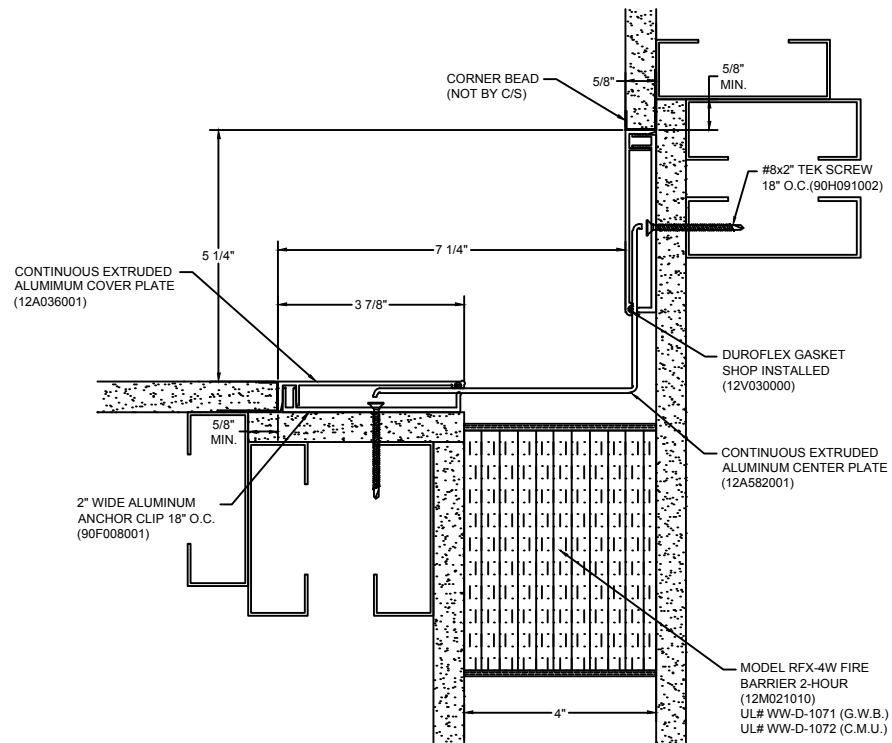 CORNER BEAD
(NOT BY C/S)
5/8"
5/8"
MIN.
#8x2" TEK SCREW
18" O.C.(90H091002)
5 1/4"
7 1/4"
CONTINUOUS EXTRUDED
ALUMIMUM COVER PLATE
(12A036001)
3 7/8"
DUROFLEX GASKET
SHOP INSTALLED
(12V030000)
5/8"
MIN.
CONTINUOUS EXTRUDED
ALUMINUM CENTER PLATE
(12A582001)
2" WIDE ALUMINUM
ANCHOR CLIP 18" O.C.
(90F008001)
MODEL RFX-4W FIRE
BARRIER 2-HOUR
(12M021010)
UL# WW-D-1071 (G.W.B.)
UL# WW-D-1072 (C.M.U.)
4"